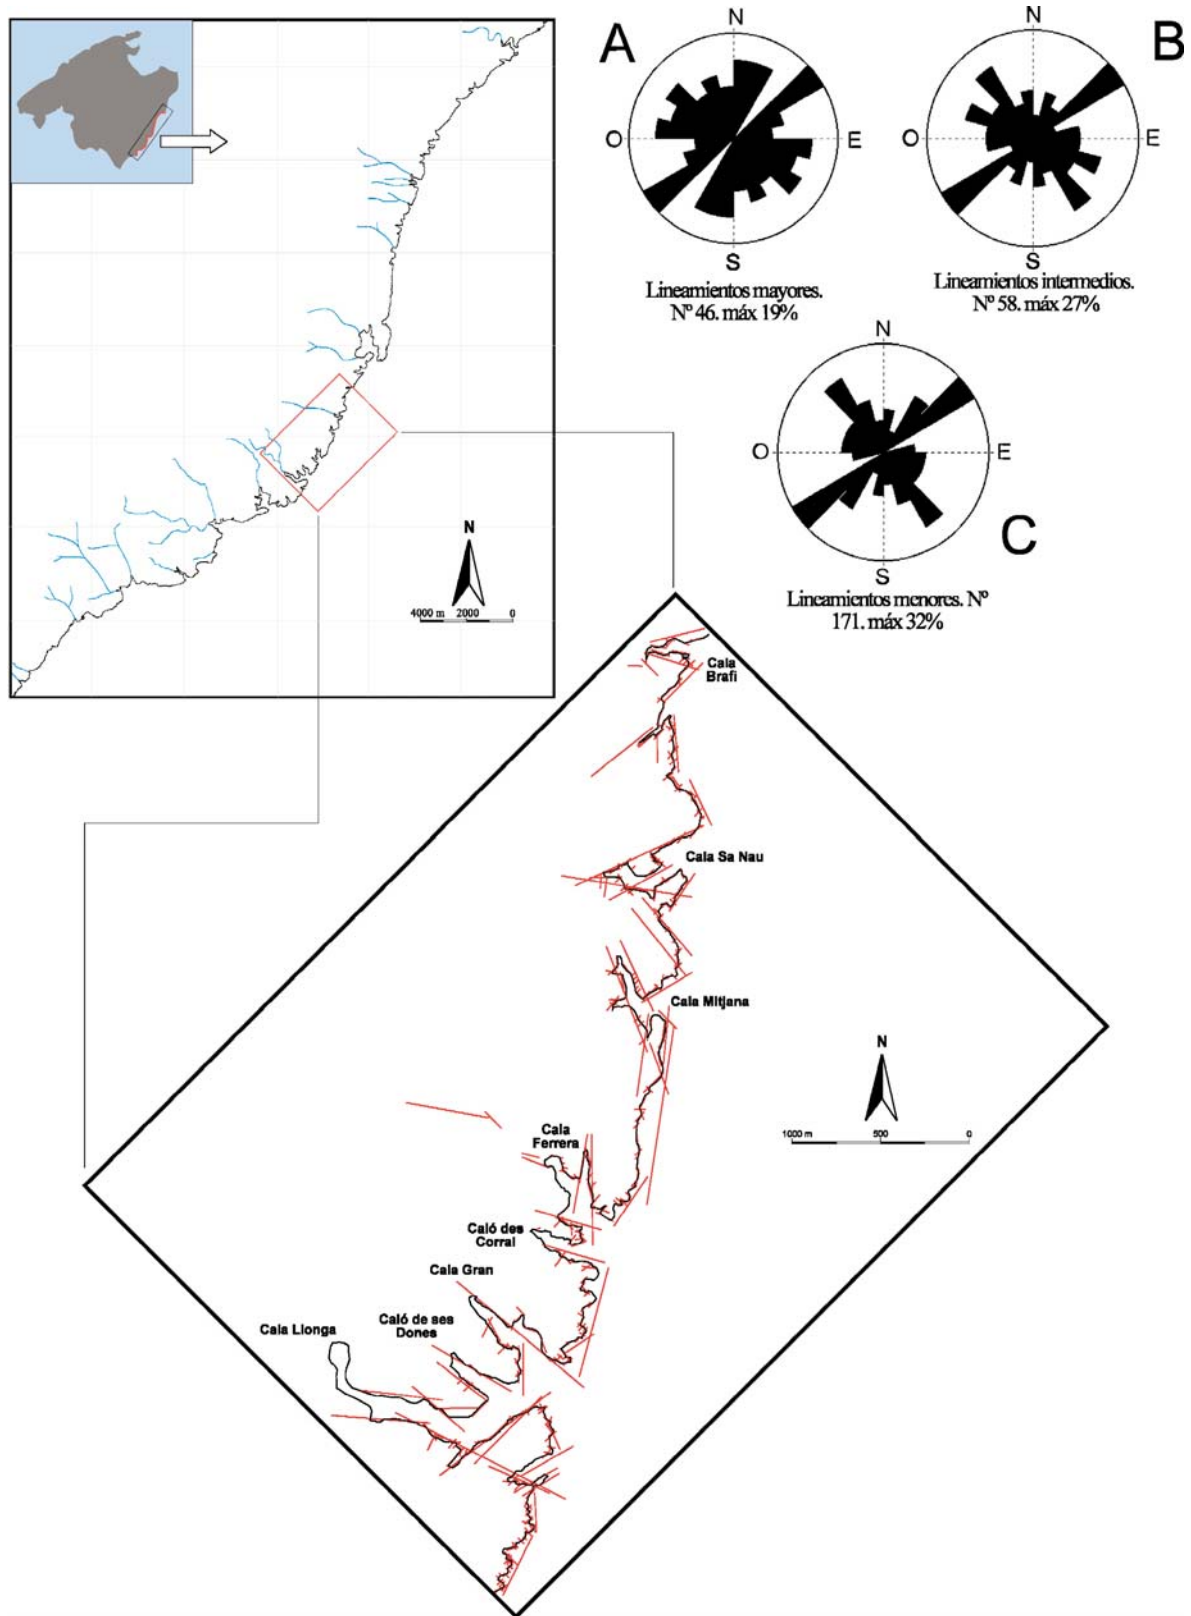 A
N
O
E
S
Lineamientos mayores.
Nº 46. máx 19%
B
N
O
E
S
Lineamientos intermedios.
Nº 58. máx 27%
N
O
E
S
C
Lineamientos menores. Nº
171. máx 32%
N
4000 m 2000 0
Cala
Brafi
Cala Sa Nau
Cala Mitjana
N
1000 m 500 0
Cala
Ferrera
Caló des
Corral
Cala Gran
Caló de ses
Dones
Cala Llonga